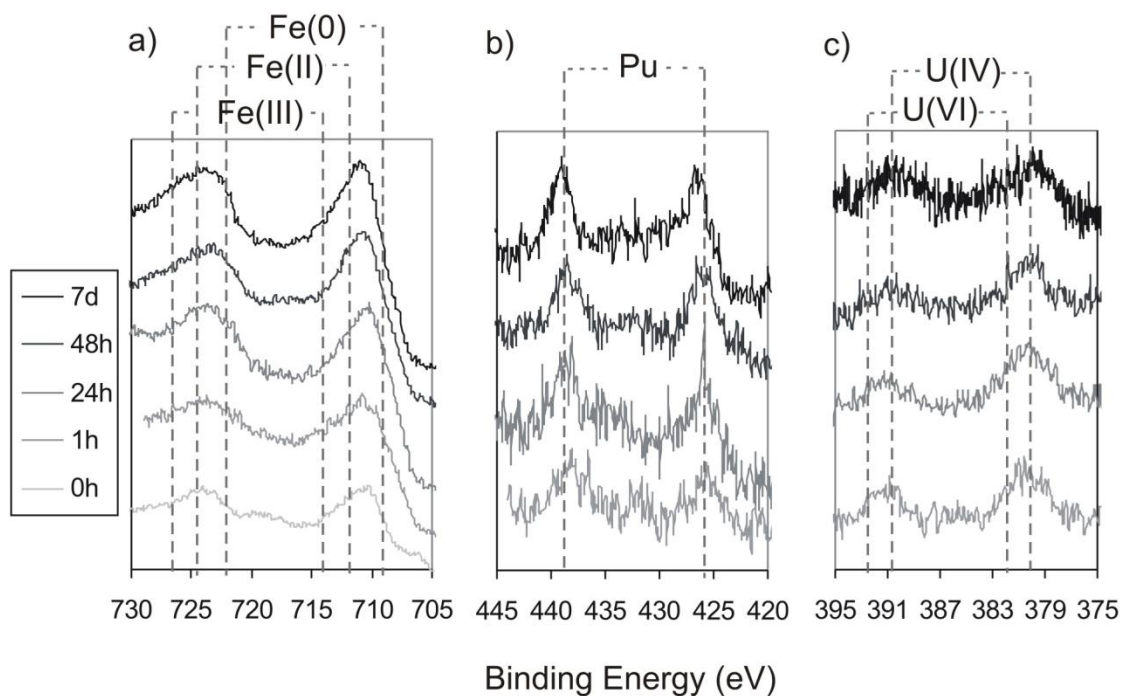 a)
Fe(0)
Fe(II)
Fe(III)
b)
Pu
c)
U(IV)
U(VI)
7d
48h
24h
1h
0h
730 725 720 715 710 705
445 440 435 430 425 420
395 391 387 383 379 375
Binding Energy (eV)